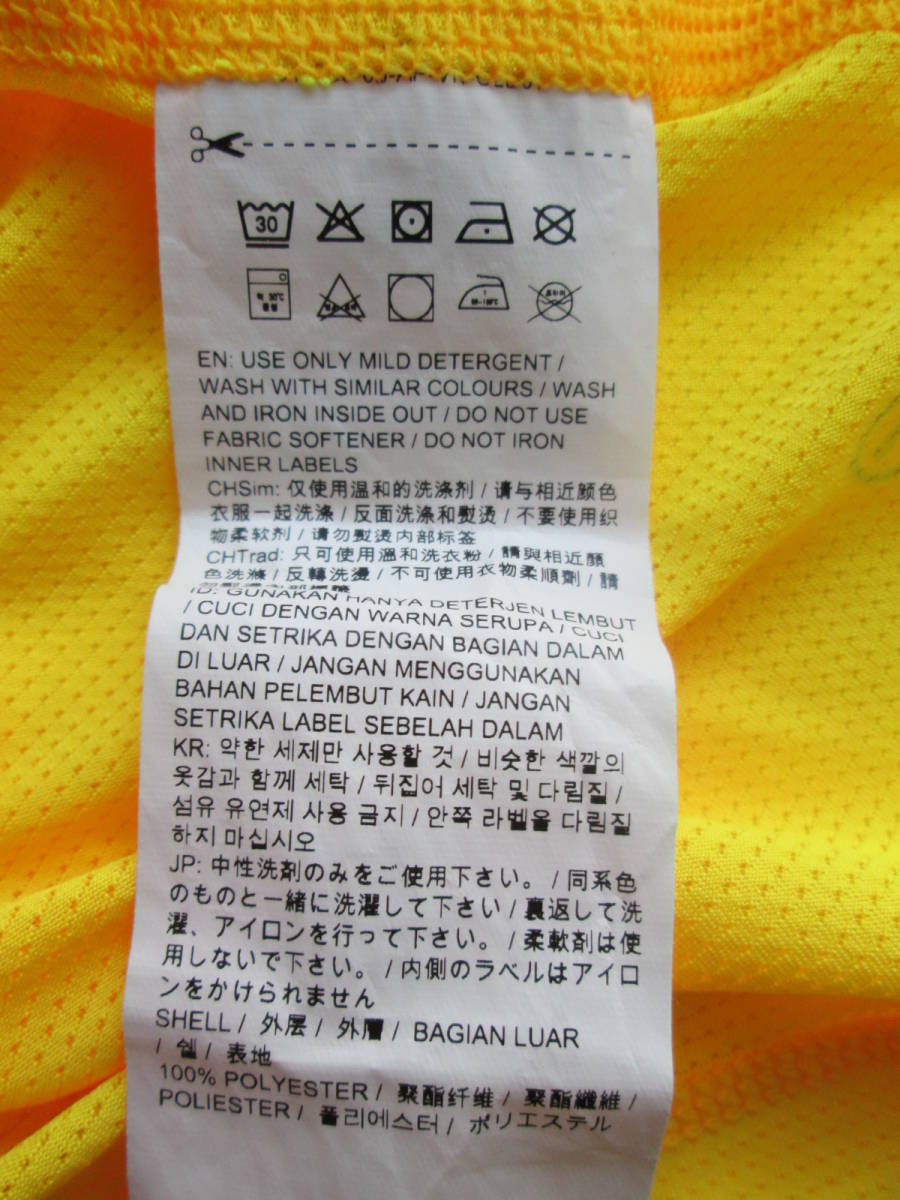 30
EN: USE ONLY MILD DETERGENT /
WASH WITH SIMILAR COLOURS / WASH
AND IRON INSIDE OUT / DO NOT USE
FABRIC SOFTENER / DO NOT IRON
INNER LABELS
CHSim: 仅使用温和的洗涤剂 / 请与相近颜色
衣服一起洗涤 / 反面洗涤和熨烫 / 不要使用织
物柔软剂 / 请勿熨烫内部标签
CHTrad: 只可使用溫和洗衣粉 / 請與相近顏
色洗滌 / 反轉洗燙 / 不可使用衣物柔順劑 / 請
ID: GUNAKAN HANYA DETERJEN LEMBUT
/ CUCI DENGAN WARNA SERUPA / CUCI
DAN SETRIKA DENGAN BAGIAN DALAM
DI LUAR / JANGAN MENGGUNAKAN
BAHAN PELEMBUT KAIN / JANGAN
SETRIKA LABEL SEBELAH DALAM
KR: 약한 세제만 사용할 것 / 비슷한 색깔의
옷감과 함께 세탁 / 뒤집어 세탁 및 다림질 /
섬유 유연제 사용 금지 / 안쪽 라벨을 다림질
하지 마십시오
JP: 中性洗剤のみをご使用下さい。 / 同系色
のものと一緒に洗濯して下さい / 裏返して洗
濯、アイロンを行って下さい。 / 柔軟剤は使
用しないで下さい。 / 内側のラベルはアイロ
ンをかけられません
SHELL / 外层 / 外層 / BAGIAN LUAR
/ 쉘 / 表地
100% POLYESTER / 聚酯纤维 / 聚酯纖維 /
POLIESTER / 폴리에스터 / ポリエステル